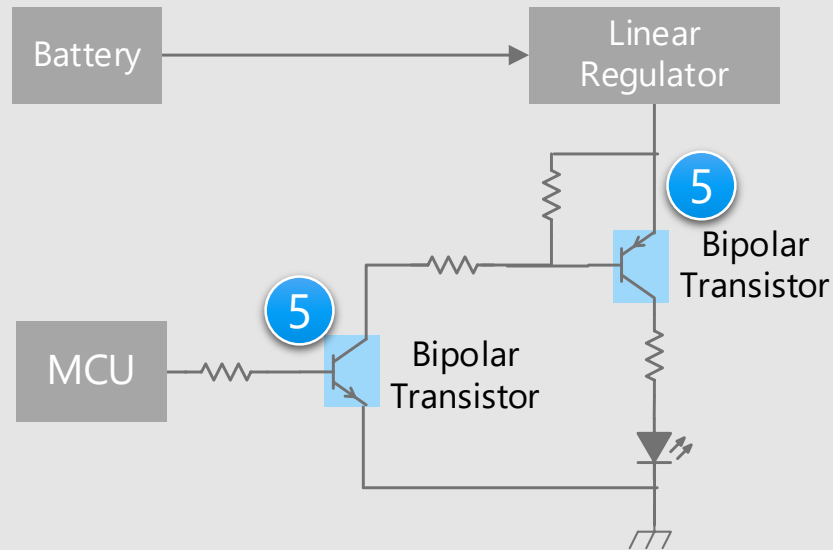 Battery
Linear
Regulator
5
Bipolar
Transistor
5
MCU
Bipolar
Transistor